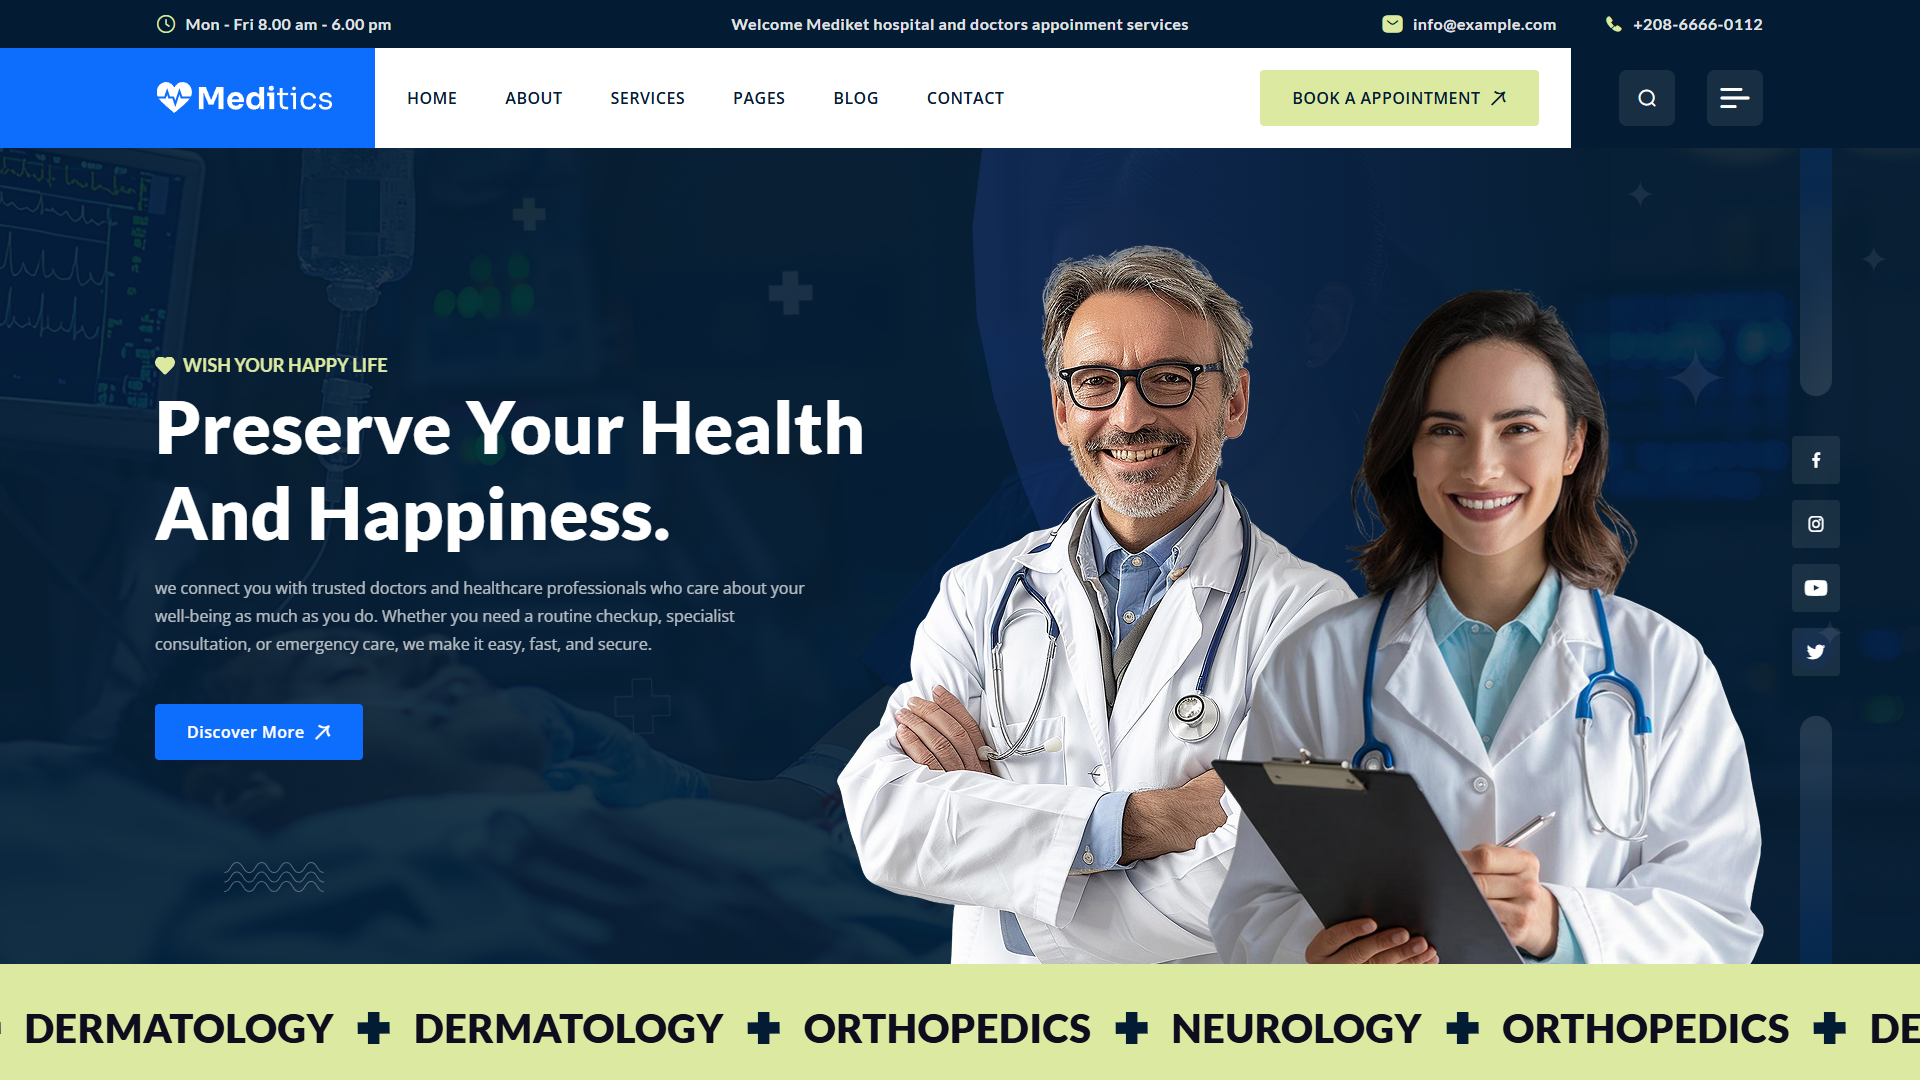 Mon - Fri 8.00 am - 6.00 pm
Welcome Mediket hospital and doctors appoinment services
info@example.com
+208-6666-0112
Meditics
HOME
ABOUT
SERVICES
PAGES
BLOG
CONTACT
BOOK A APPOINTMENT
WISH YOUR HAPPY LIFE
Preserve Your Health
And Happiness.
we connect you with trusted doctors and healthcare professionals who care about your
well-being as much as you do. Whether you need a routine checkup, specialist
consultation, or emergency care, we make it easy, fast, and secure.
Discover More
DERMATOLOGY DERMATOLOGY ORTHOPEDICS NEUROLOGY ORTHOPEDICS DE